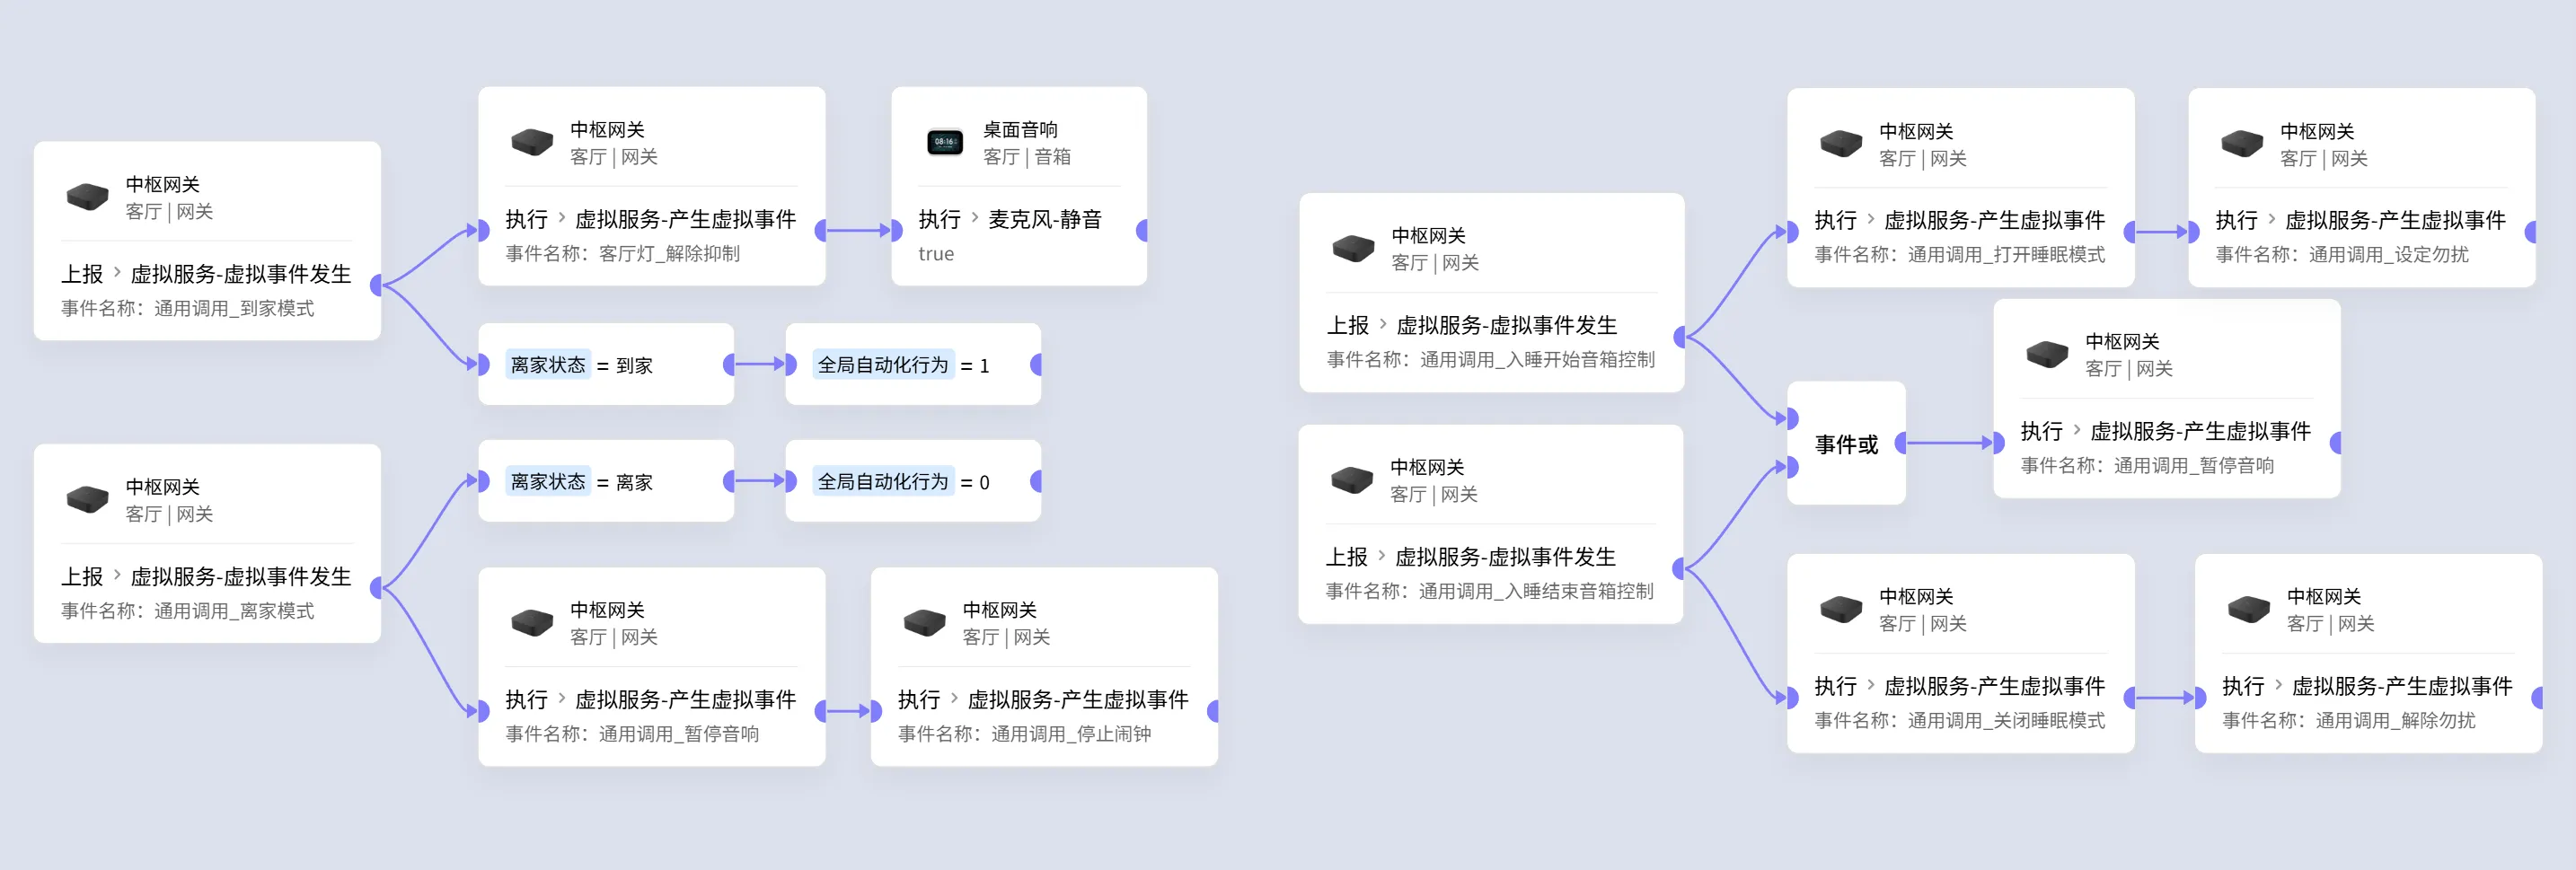 中枢网关
客厅 | 网关
上报 > 虚拟服务-虚拟事件发生
事件名称：通用调用_到家模式
中枢网关
客厅 | 网关
执行 > 虚拟服务-产生虚拟事件
事件名称：客厅灯_解除抑制
08:16
桌面音响
客厅 | 音箱
执行 > 麦克风-静音
true
离家状态 = 到家
全局自动化行为 = 1
中枢网关
客厅 | 网关
上报 > 虚拟服务-虚拟事件发生
事件名称：通用调用_离家模式
离家状态 = 离家
全局自动化行为 = 0
中枢网关
客厅 | 网关
执行 > 虚拟服务-产生虚拟事件
事件名称：通用调用_暂停音响
中枢网关
客厅 | 网关
执行 > 虚拟服务-产生虚拟事件
事件名称：通用调用_停止闹钟
中枢网关
客厅 | 网关
上报 > 虚拟服务-虚拟事件发生
事件名称：通用调用_入睡开始音箱控制
中枢网关
客厅 | 网关
执行 > 虚拟服务-产生虚拟事件
事件名称：通用调用_打开睡眠模式
中枢网关
客厅 | 网关
执行 > 虚拟服务-产生虚拟事件
事件名称：通用调用_设定勿扰
中枢网关
客厅 | 网关
上报 > 虚拟服务-虚拟事件发生
事件名称：通用调用_入睡结束音箱控制
事件或
中枢网关
客厅 | 网关
执行 > 虚拟服务-产生虚拟事件
事件名称：通用调用_暂停音响
中枢网关
客厅 | 网关
执行 > 虚拟服务-产生虚拟事件
事件名称：通用调用_关闭睡眠模式
中枢网关
客厅 | 网关
执行 > 虚拟服务-产生虚拟事件
事件名称：通用调用_解除勿扰